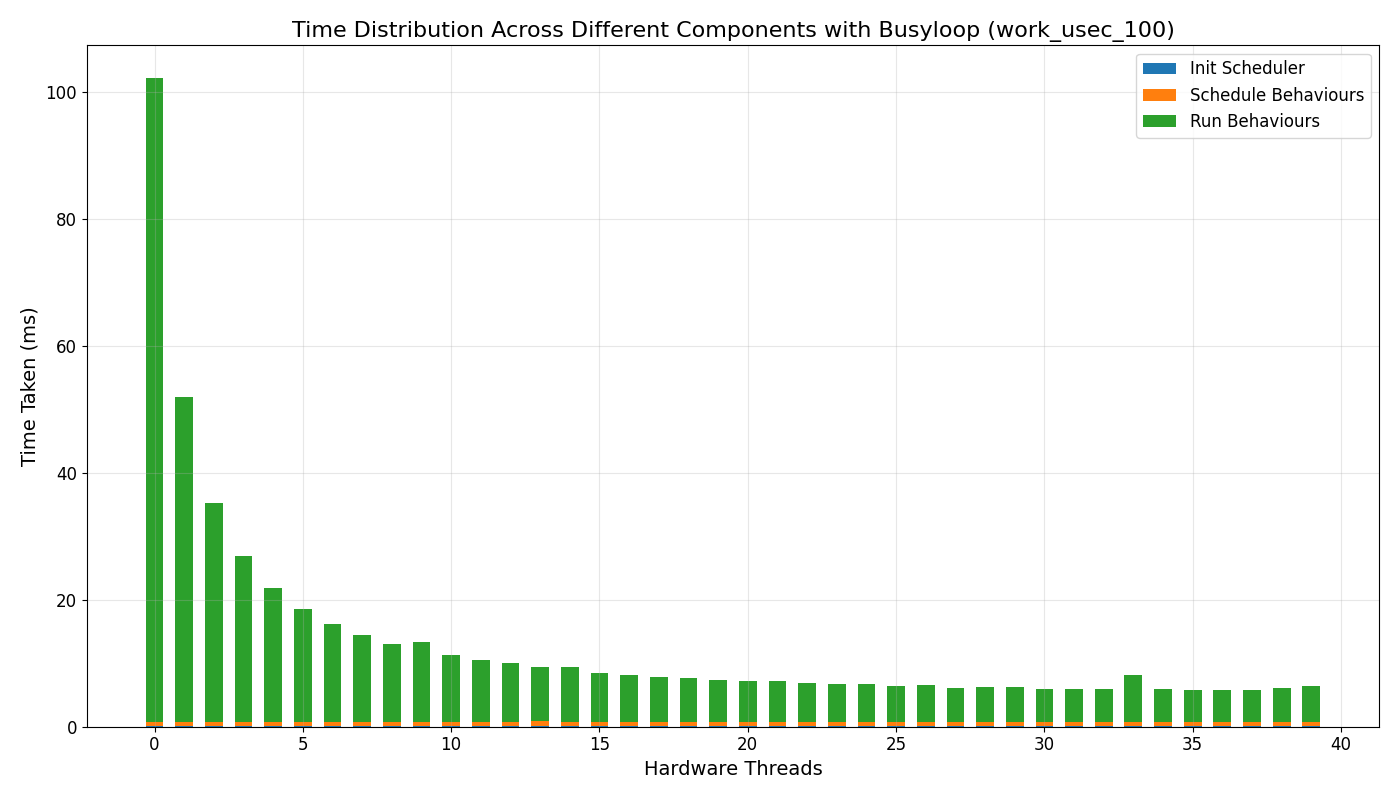 Time Distribution Across Different Components with Busyloop (work_usec_100)
Init Scheduler
Schedule Behaviours
Run Behaviours
Time Taken (ms)
100
80
60
40
20
0
0 5 10 15 20 25 30 35 40
Hardware Threads